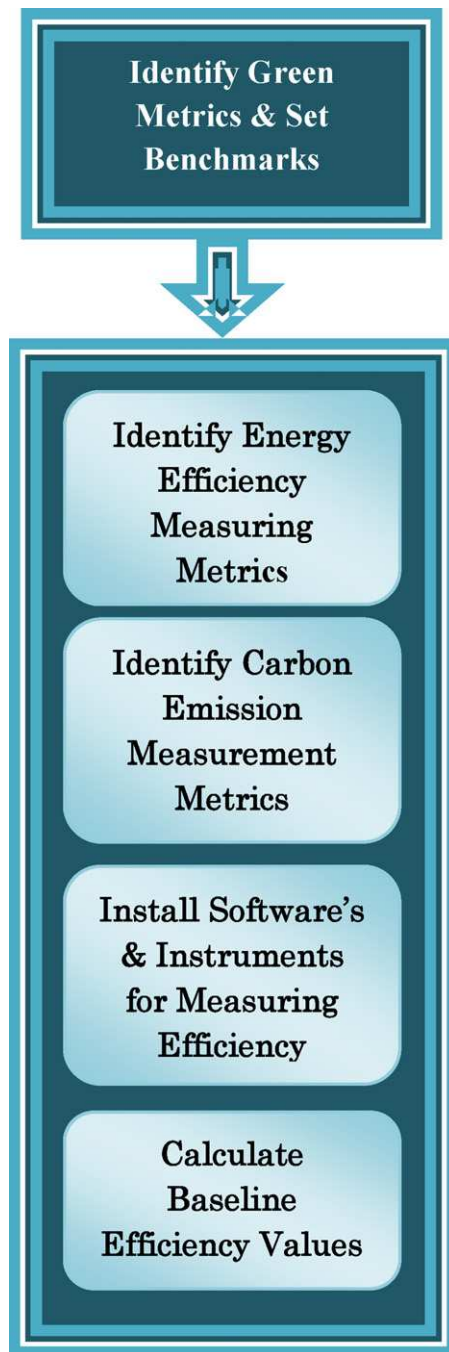 Identify Green
Metrics & Set
Benchmarks
Identify Energy
Efficiency
Measuring
Metrics
Identify Carbon
Emission
Measurement
Metrics
Install Software’s
& Instruments
for Measuring
Efficiency
Calculate
Baseline
Efficiency Values